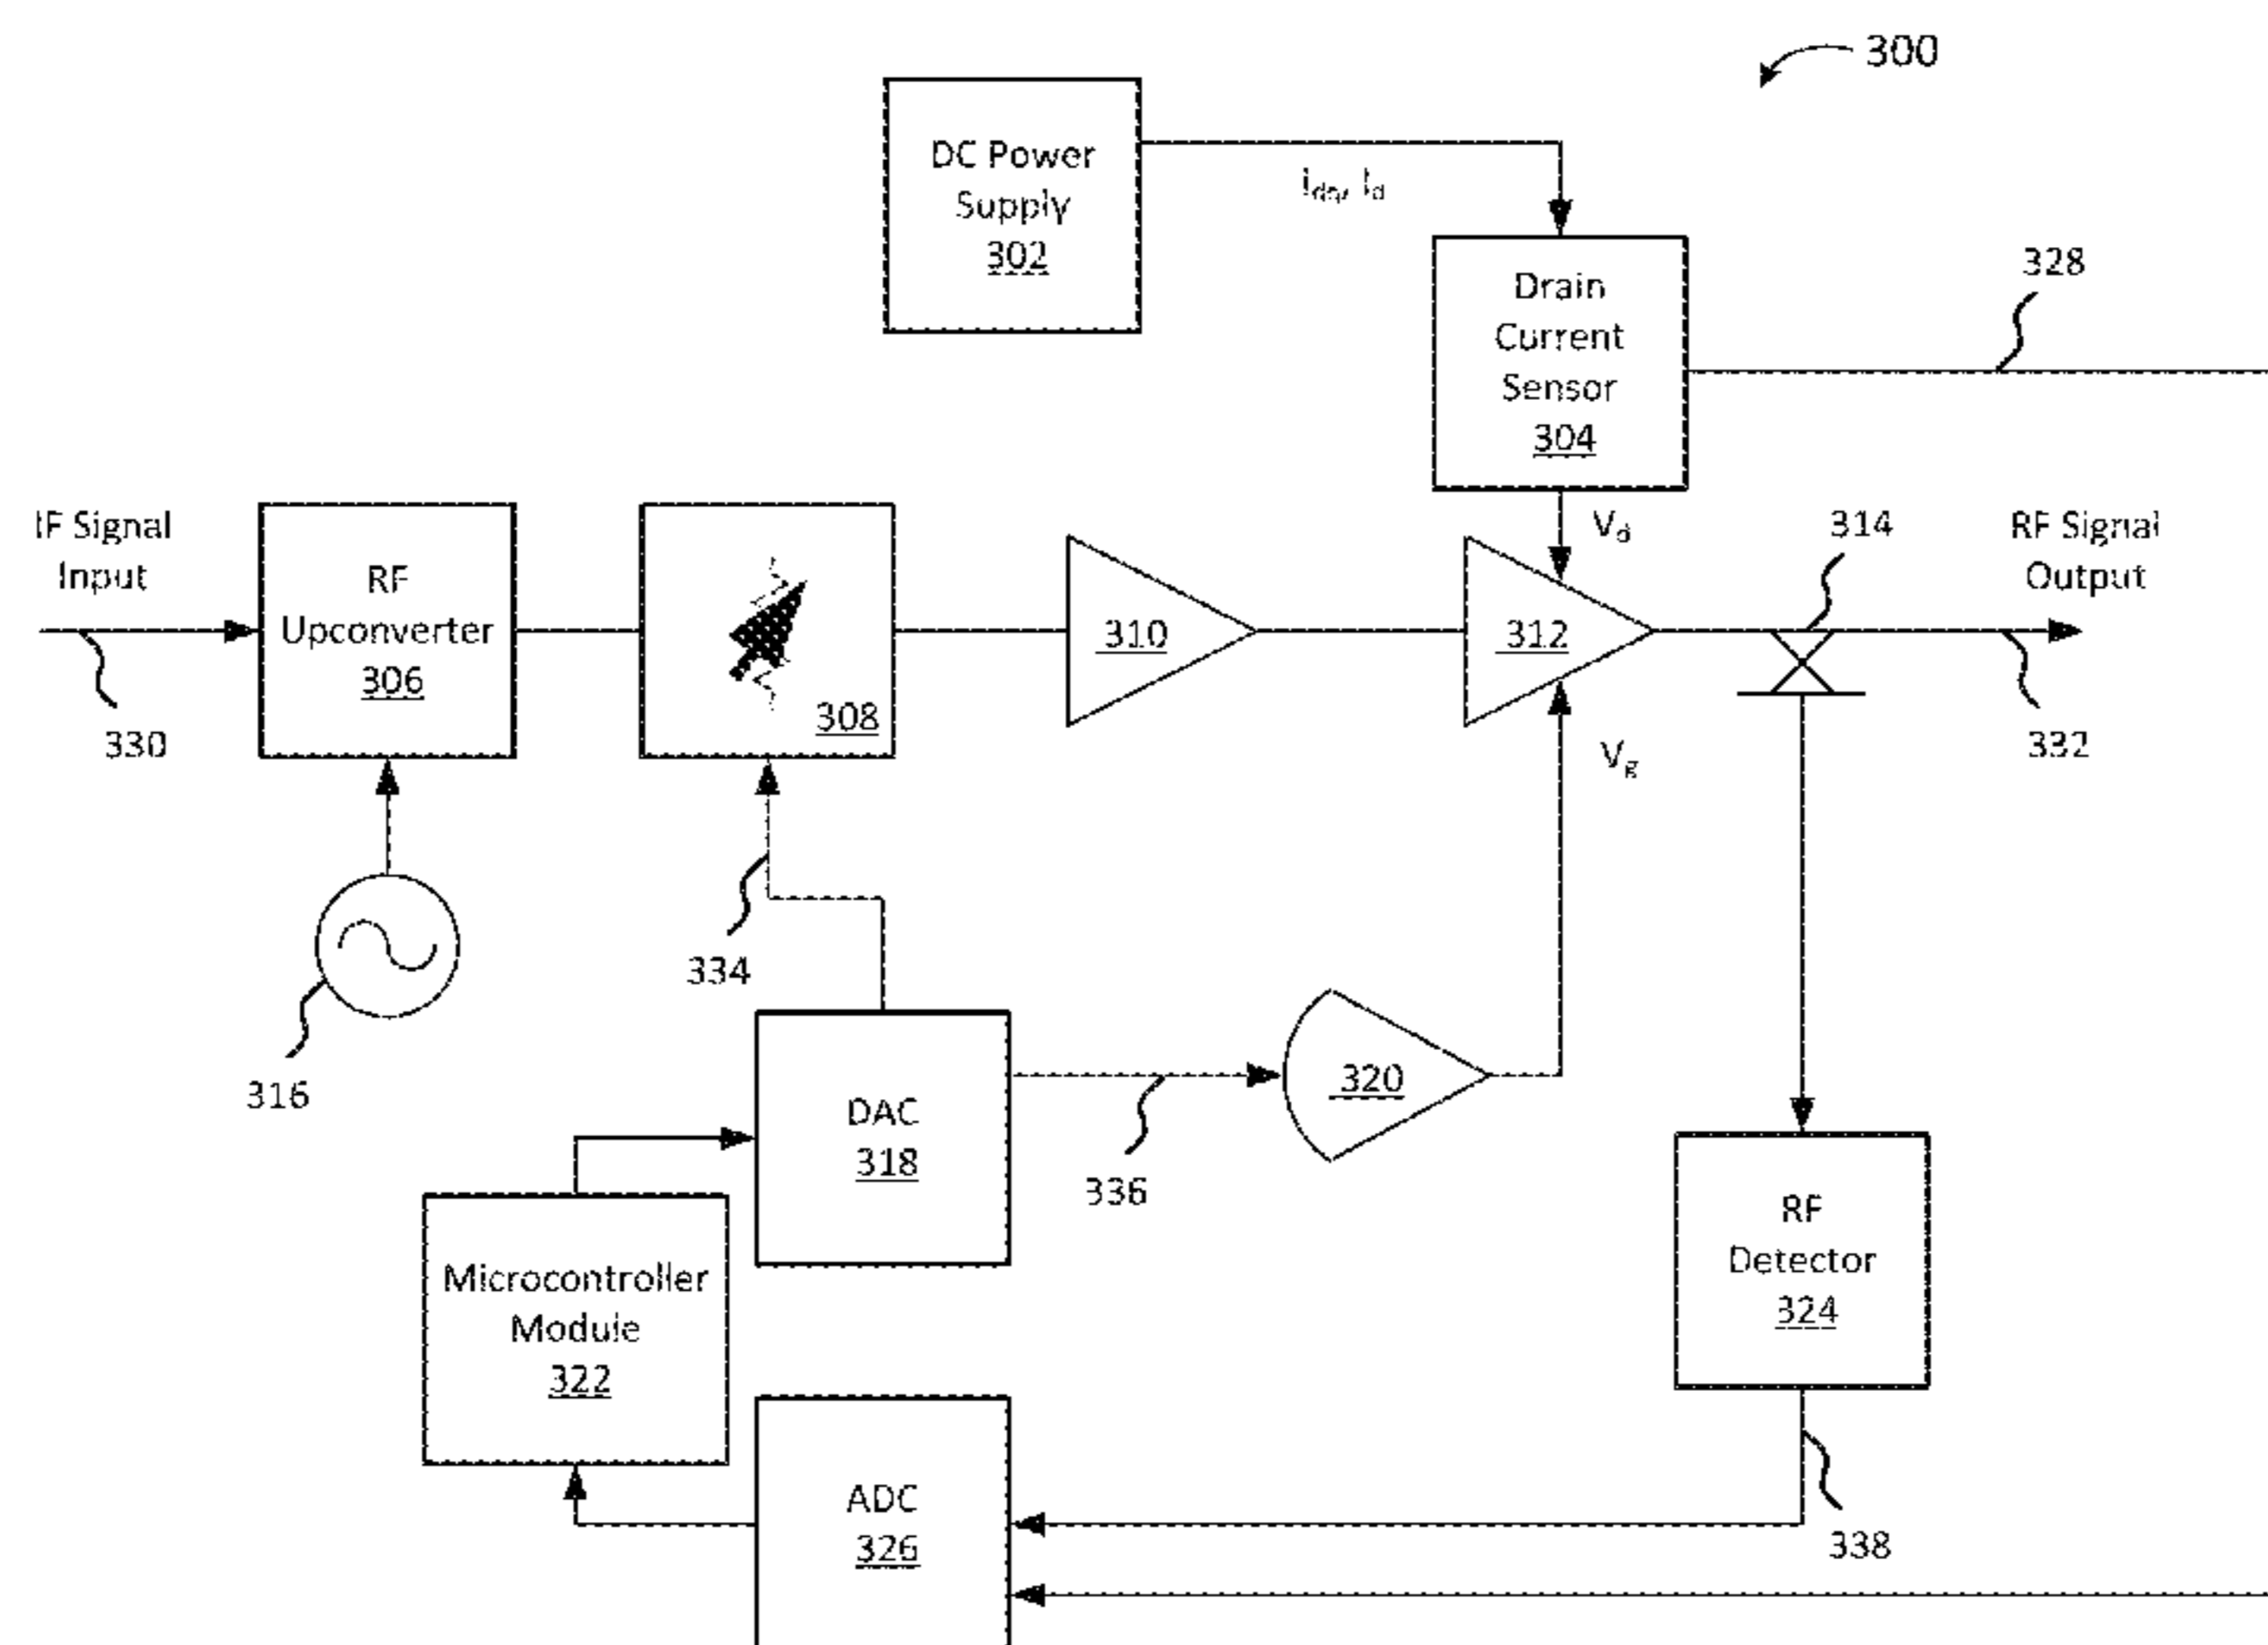 300
DC Power
Supply
302
Idq, Id
Drain
Current
Sensor
304
328
IF Signal
Input
330
RF
Upconverter
306
308
310
312
Vd
Vg
314
RF Signal
Output
332
316
334
DAC
318
336
320
Microcontroller
Module
322
RF
Detector
324
338
ADC
326